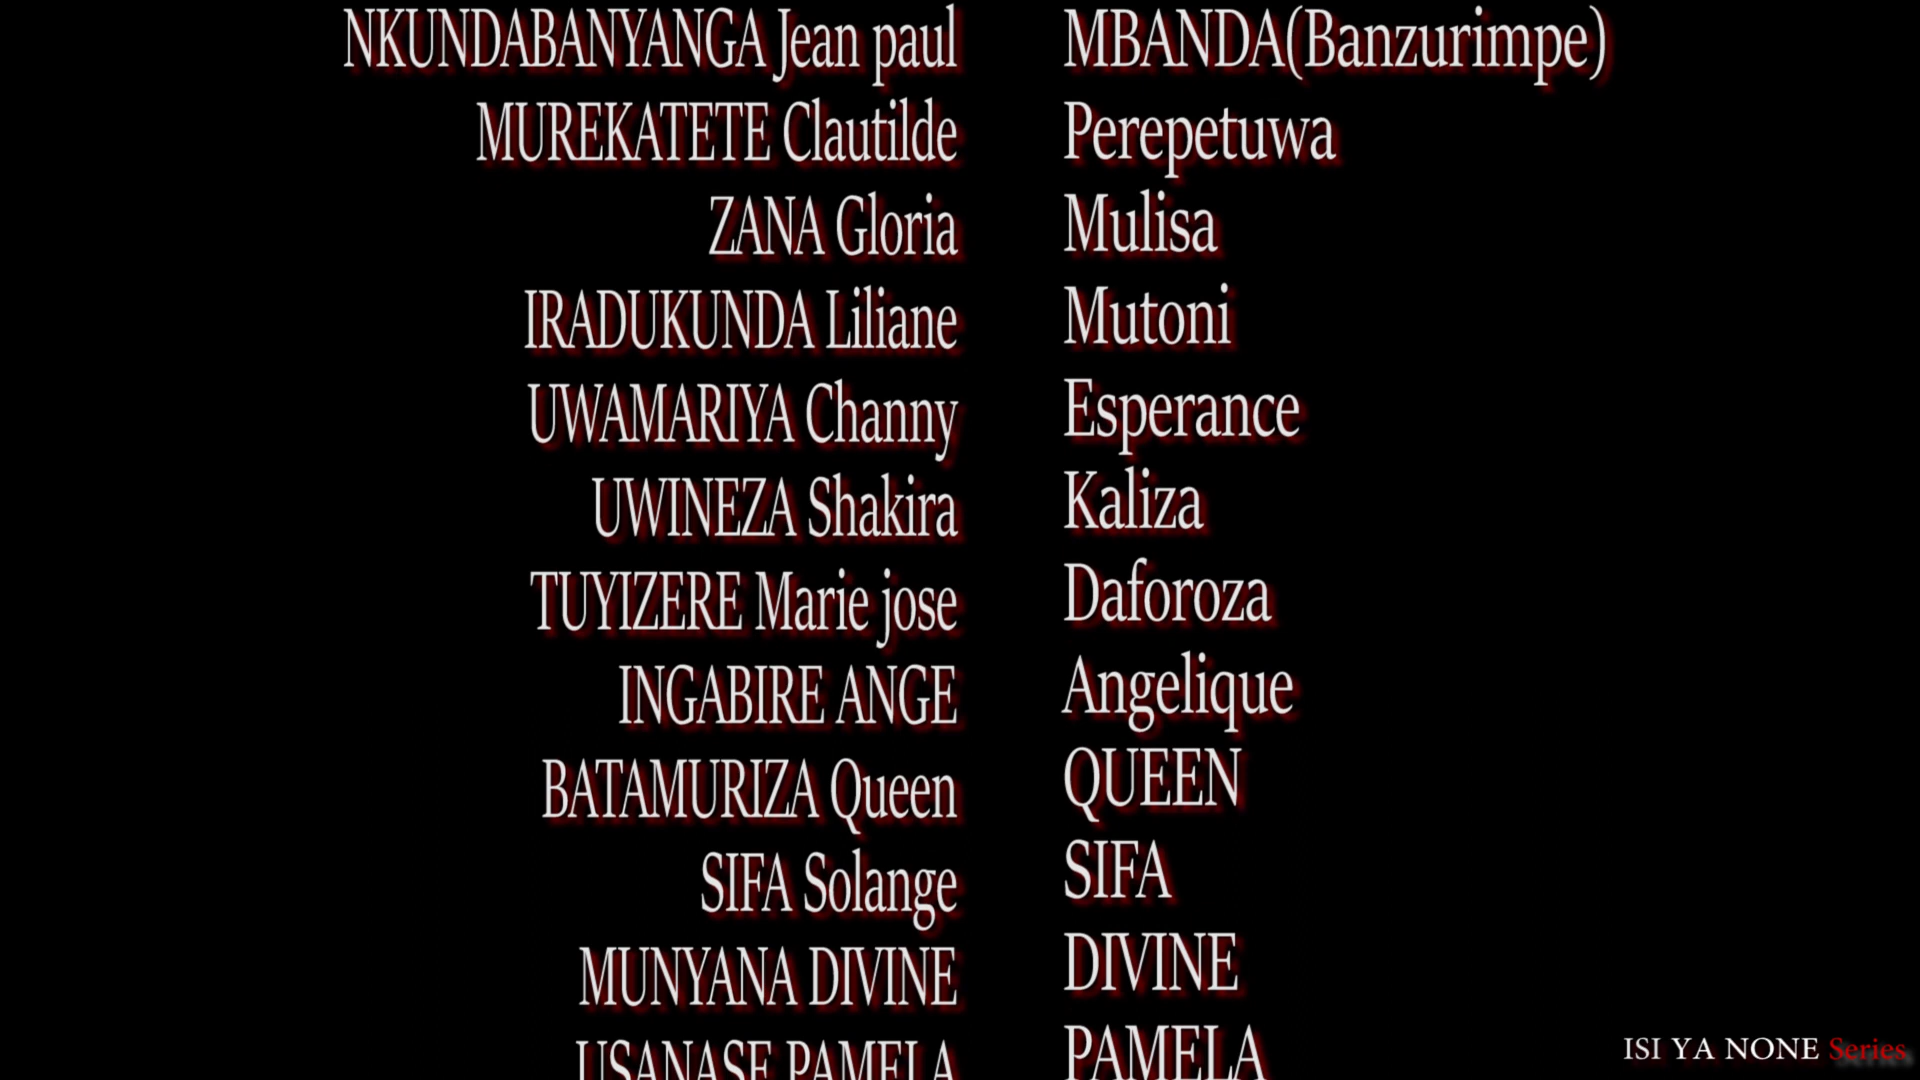 NKUNDABANYANGA Jean paul MBANDA(Banzurimpe)
MUREKATETE Clautilde Perepetuwa
ZANA Gloria Mulisa
IRADUKUNDA Liliane Mutoni
UWAMARIYA Channy Esperance
UWINEZA Shakira Kaliza
TUYIZERE Marie jose Daforoza
INGABIRE ANGE Angelique
BATAMURIZA Queen QUEEN
SIFA Solange SIFA
MUNYANA DIVINE DIVINE
USANASE PAMELA PAMELA
ISI YA NONE Series